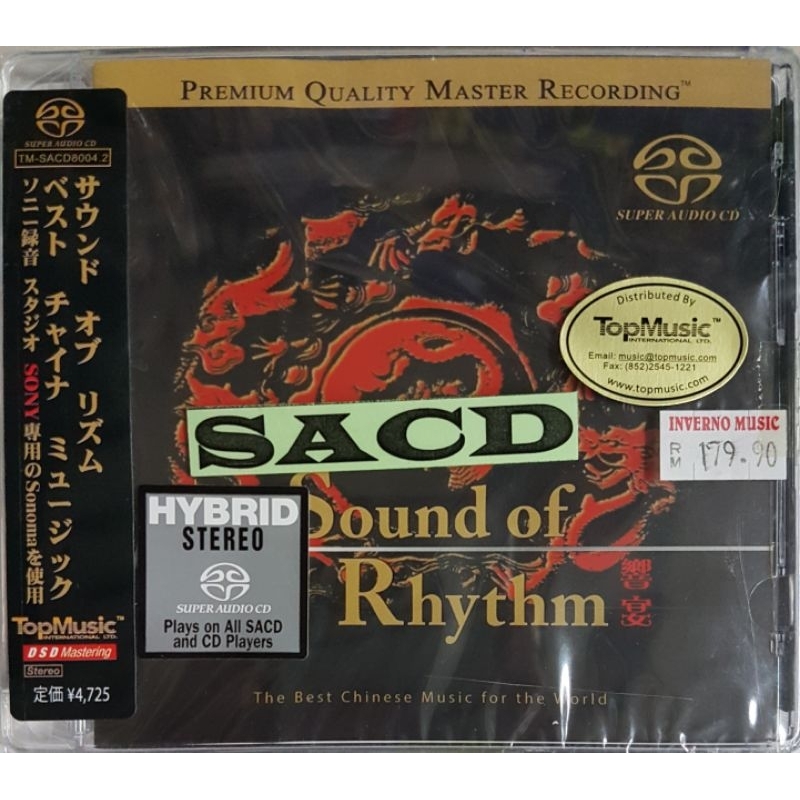 PREMIUM QUALITY MASTER RECORDING™
SUPER AUDIO CD
TM-SACD8004.2
サウンド オブ リズム
ベスト チャイナ ミュージック
ソニー録音 スタジオ SONY専用のSonomaを使用
TopMusic™
INTERNATIONAL LTD.
DSD Mastering
Stereo
定価 ¥4,725
SUPER AUDIO CD
Distributed By
TopMusic™
INTERNATIONAL LTD.
Email: music@topmusic.com
Fax: (852)2545-1221
www.topmusic.com
INVERNO MUSIC
RM 179.90
SACD
Sound of
Rhythm
響宴
HYBRID
STEREO
SUPER AUDIO CD
Plays on All SACD
and CD Players
The Best Chinese Music for the World